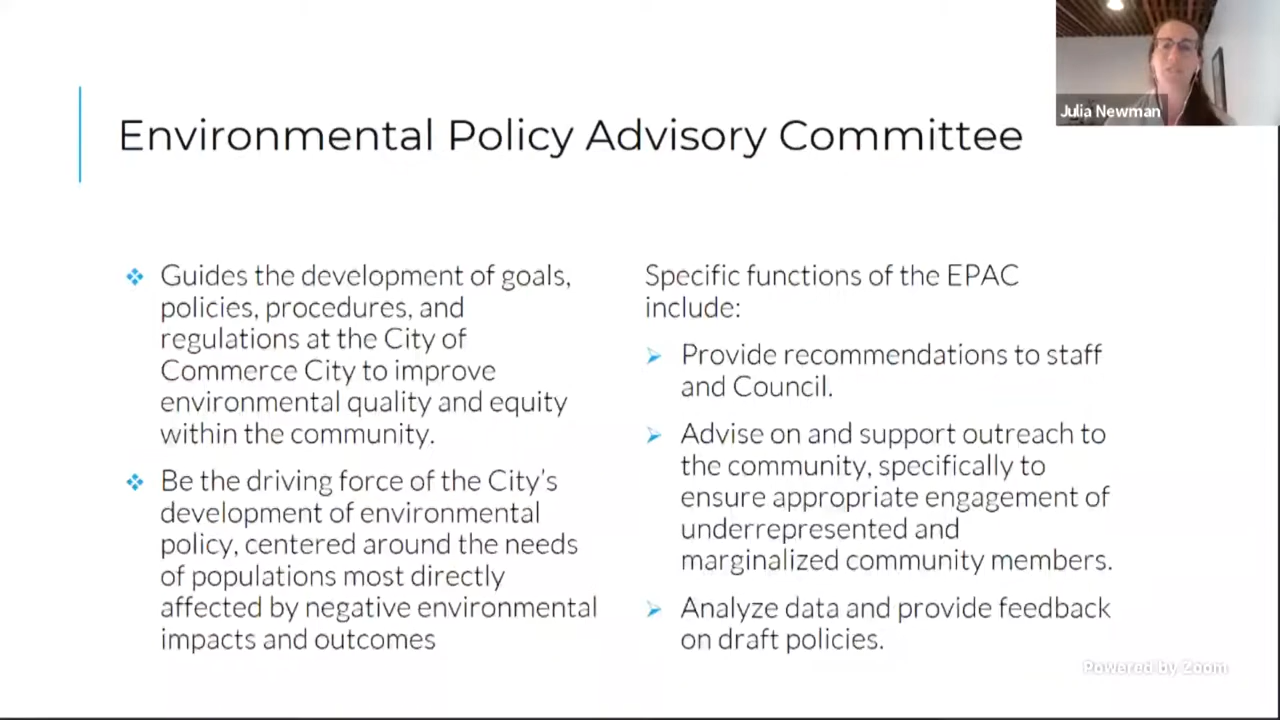 Julia Newman
Environmental Policy Advisory Committee
Guides the development of goals,
policies, procedures, and
regulations at the City of
Commerce City to improve
environmental quality and equity
within the community.
Be the driving force of the City's
development of environmental
policy, centered around the needs
of populations most directly
affected by negative environmental
impacts and outcomes
Specific functions of the EPAC
include:
Provide recommendations to staff
and Council.
Advise on and support outreach to
the community, specifically to
ensure appropriate engagement of
underrepresented and
marginalized community members.
Analyze data and provide feedback
on draft policies.
Powered by Zoom